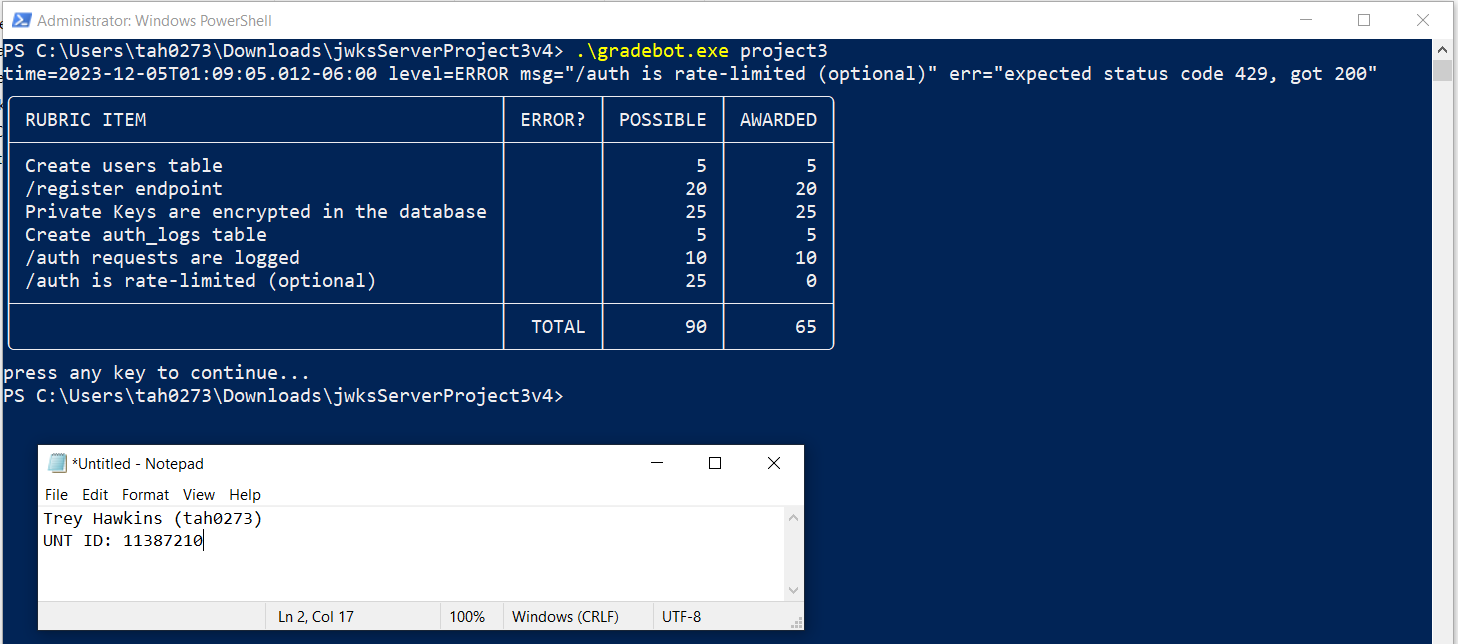 Administrator: Windows PowerShell
PS C:\Users\tah0273\Downloads\jwksServerProject3v4> .\gradebot.exe project3
time=2023-12-05T01:09:05.012-06:00 level=ERROR msg="/auth is rate-limited (optional)" err="expected status code 429, got 200"
RUBRIC ITEM ERROR? POSSIBLE AWARDED
Create users table 5 5
/register endpoint 20 20
Private Keys are encrypted in the database 25 25
Create auth_logs table 5 5
/auth requests are logged 10 10
/auth is rate-limited (optional) 25 0
TOTAL 90 65
press any key to continue...
PS C:\Users\tah0273\Downloads\jwksServerProject3v4>
*Untitled - Notepad
File Edit Format View Help
Trey Hawkins (tah0273)
UNT ID: 11387210
Ln 2, Col 17 100% Windows (CRLF) UTF-8